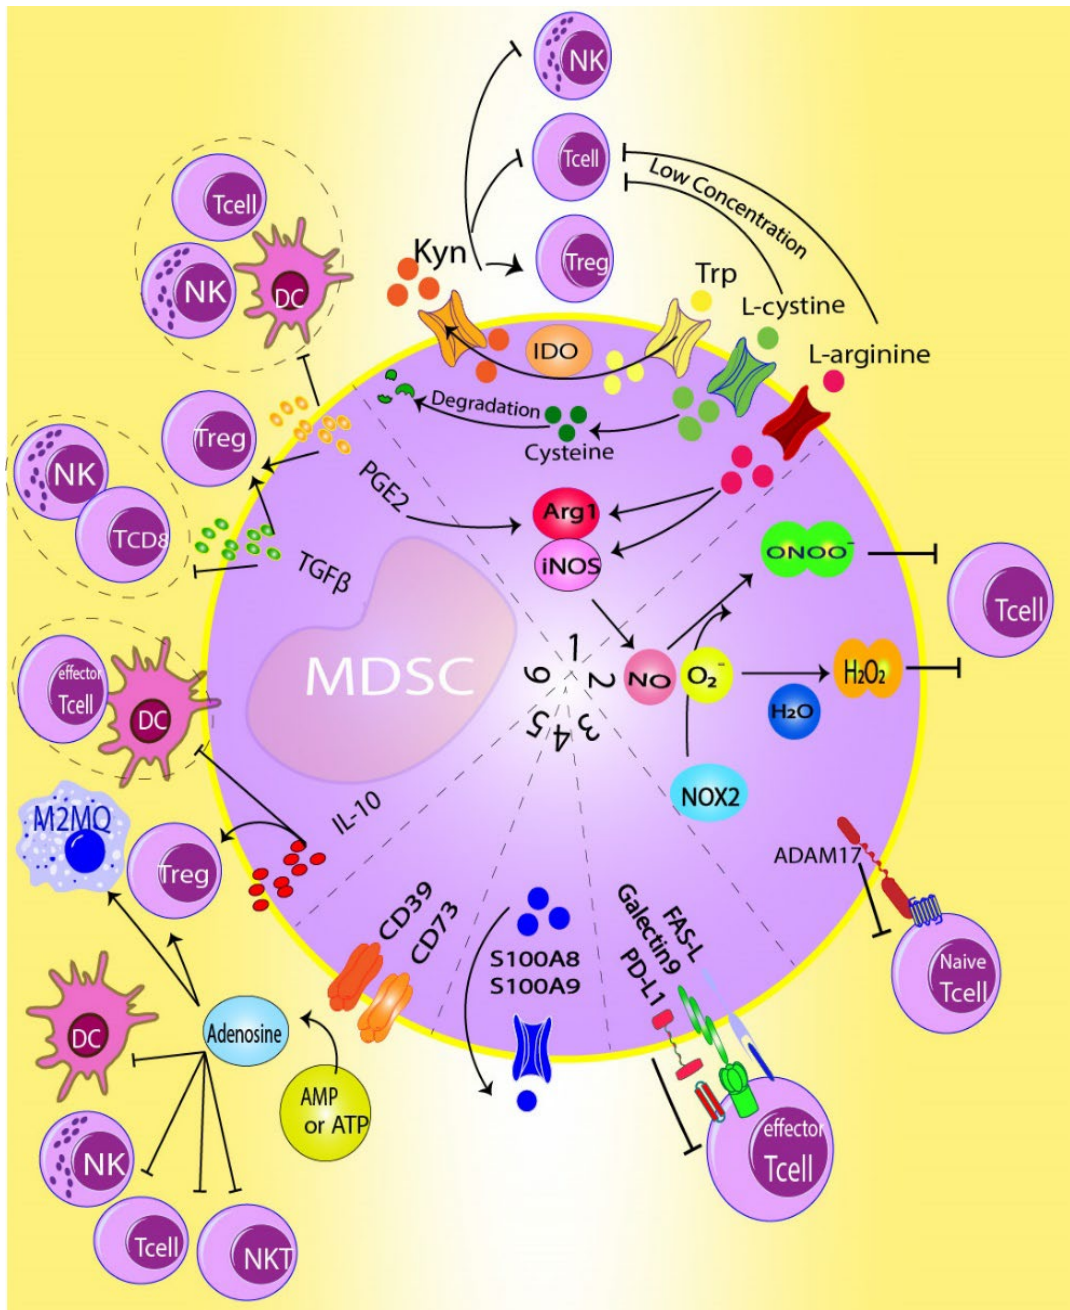 NK
Tcell
Low Concentration
Treg
Kyn
Trp
L-cystine
L-arginine
IDO
Degradation
Cysteine
Tcell
NK
DC
Treg
NK
TCD8
PGE2
TGFβ
Arg1
iNOS
ONOO⁻
Tcell
MDSC
1
2
3
4
5
6
NO
O₂⁻
H₂O₂
H₂O
NOX2
effector
Tcell
DC
M2MQ
Treg
IL-10
ADAM17
Naive
Tcell
CD39
CD73
S100A8
S100A9
FAS-L
Galectin9
PD-L1
effector
Tcell
DC
Adenosine
AMP
or ATP
NK
Tcell
NKT